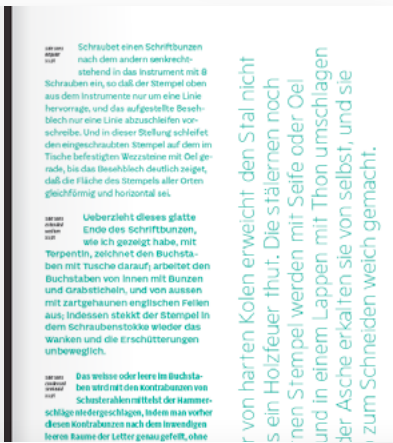 Schraubet einen Schriftbunzen
nach dem andern senkrecht-
stehend in das Instrument mit 8
Schrauben ein, so daß der Stempel oben
aus dem Instrumente nur um eine Linie
hervorrage, und das aufgestellte Beseh-
blech nur eine Linie abzuschleifen vor-
schreibe. Und in dieser Stellung schleifet
den eingeschraubten Stempel auf dem im
Tische befestigten Wezzsteine mit Oel ge-
rade, bis das Besehblech deutlich zeiget,
daß die Fläche des Stempels aller Orten
gleichförmig und horizontal sei.
Ueberzieht dieses glatte
Ende des Schriftbunzen,
wie ich gezeigt habe, mit
Terpentin, zeichnet den Buchsta-
ben mit Tusche darauf; arbeitet den
Buchstaben von innen mit Bunzen
und Grabsticheln, und von aussen
mit zartgehaunen englischen Feilen
aus; indessen stekkt der Stempel in
dem Schraubenstokke wieder das
Wanken und die Erschütterungen
unbeweglich.
Das weisse oder leere im Buchsta-
ben wird mit den Kontrabunzen von
Schusterahlen mittelst der Hammer-
schläge niedergeschlagen, indem man vorher
diesen Kontrabunzen nach dem inwendigen
leeren Raume der Letter genau gefeilt, ohne
r von harten Kolen erweicht den Stal nicht
s ein Holzfeuer thut. Die stälernen noch
nen Stempel werden mit Seife oder Oel
und in einem Lappen mit Thon umschlagen
er Asche erkalten sie von selbst, und sie
zum Schneiden weich gemacht.